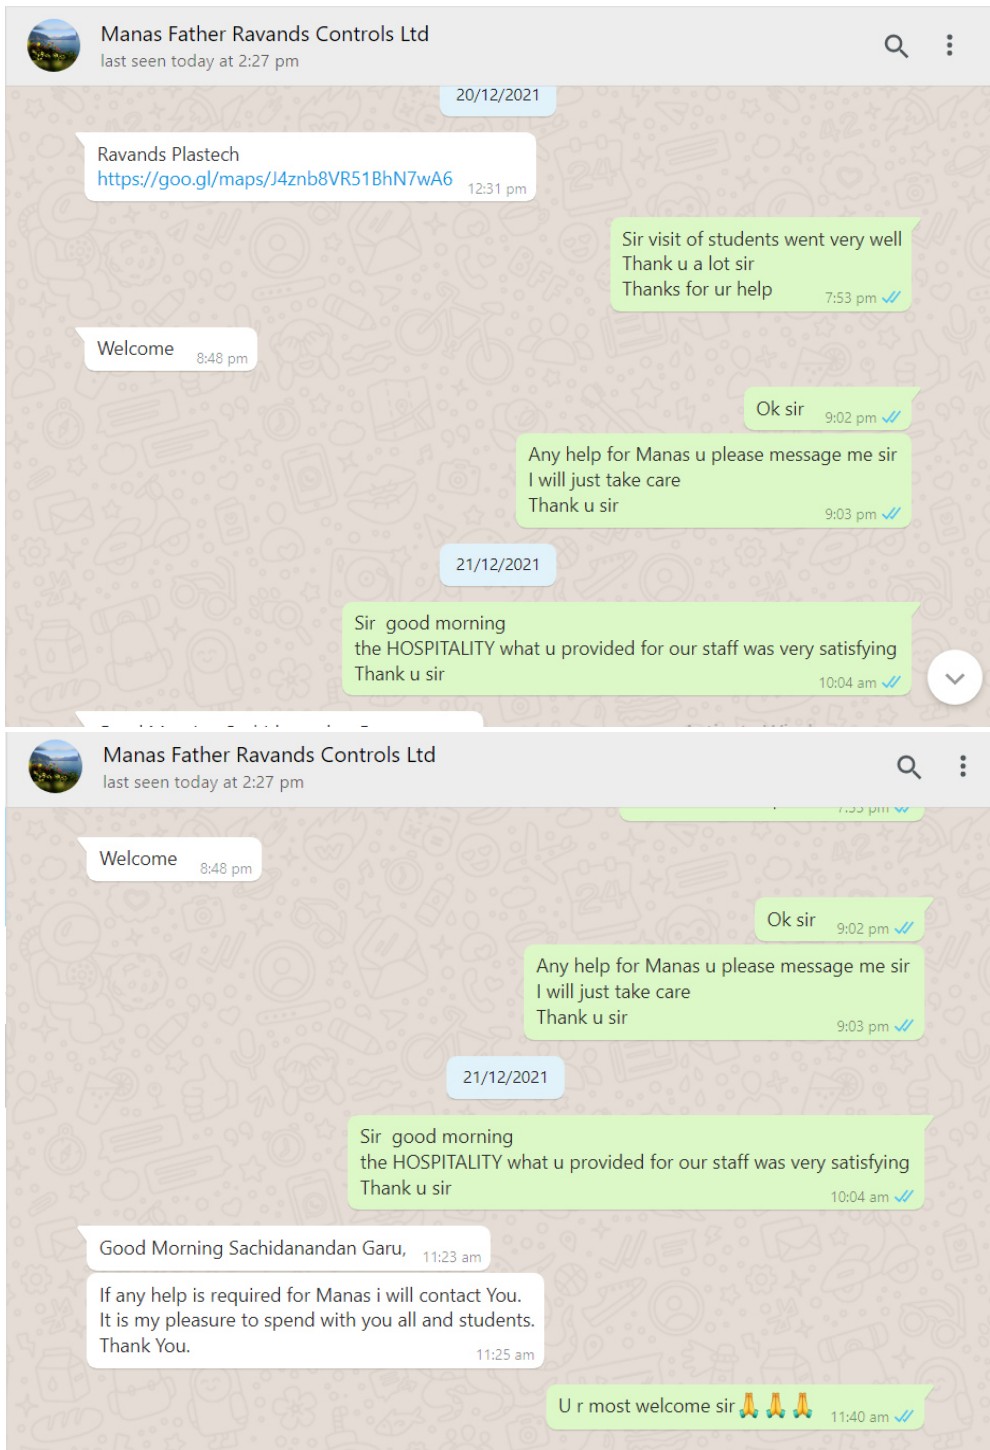 Manas Father Ravands Controls Ltd
last seen today at 2:27 pm
20/12/2021
Ravands Plastech
https://goo.gl/maps/J4znb8VR51BhN7wA6 12:31 pm
Sir visit of students went very well
Thank u a lot sir
Thanks for ur help 7:53 pm
Welcome 8:48 pm
Ok sir 9:02 pm
Any help for Manas u please message me sir
I will just take care
Thank u sir 9:03 pm
21/12/2021
Sir good morning
the HOSPITALITY what u provided for our staff was very satisfying
Thank u sir 10:04 am
Manas Father Ravands Controls Ltd
last seen today at 2:27 pm
7:53 pm
Welcome 8:48 pm
Ok sir 9:02 pm
Any help for Manas u please message me sir
I will just take care
Thank u sir 9:03 pm
21/12/2021
Sir good morning
the HOSPITALITY what u provided for our staff was very satisfying
Thank u sir 10:04 am
Good Morning Sachidanandan Garu, 11:23 am
If any help is required for Manas i will contact You.
It is my pleasure to spend with you all and students.
Thank You. 11:25 am
U r most welcome sir🙏🙏🙏 11:40 am